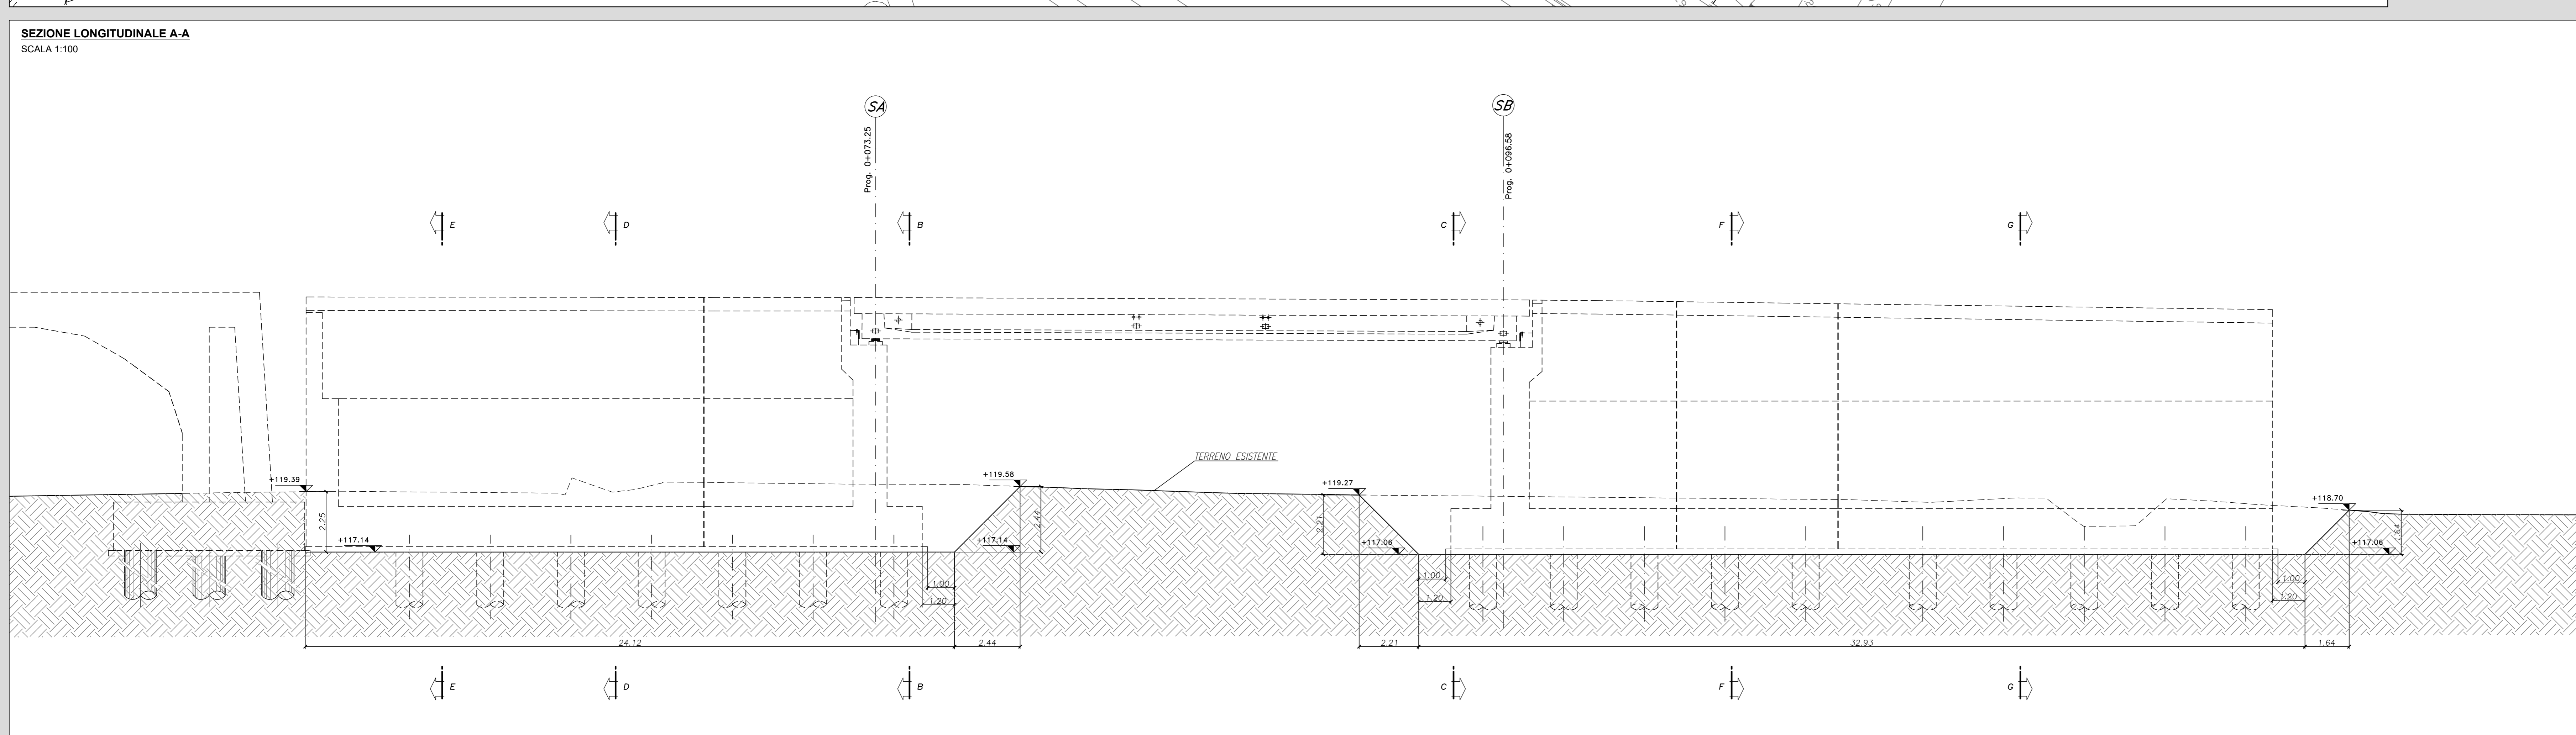 SEZIONE LONGITUDINALE A-A
SCALA 1:100
SA
SB
Prog. 0+073.25
Prog. 0+096.58
E
D
B
C
F
G
TERRENO ESISTENTE
+119.39
+119.58
+119.27
+118.70
2.25
2.44
2.21
1.64
+117.14
+117.14
+117.06
+117.06
1.00
1.20
1.00
1.20
1.00
1.20
24.12
2.44
2.21
32.93
1.64
E
D
B
C
F
G